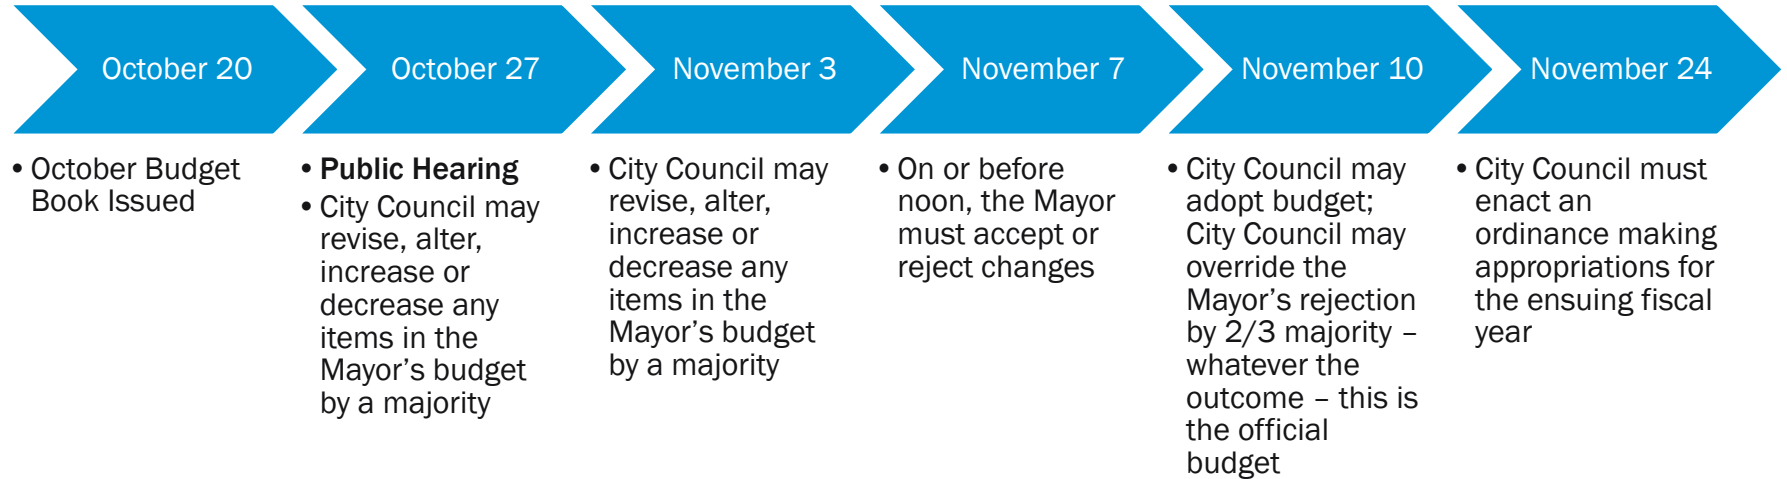 October 20
October 27
November 3
November 7
November 10
November 24
• October Budget
Book Issued
• Public Hearing
• City Council may
revise, alter,
increase or
decrease any
items in the
Mayor’s budget
by a majority
• City Council may
revise, alter,
increase or
decrease any
items in the
Mayor’s budget
by a majority
• On or before
noon, the Mayor
must accept or
reject changes
• City Council may
adopt budget;
City Council may
override the
Mayor’s rejection
by 2/3 majority –
whatever the
outcome – this is
the official
budget
• City Council must
enact an
ordinance making
appropriations for
the ensuing fiscal
year